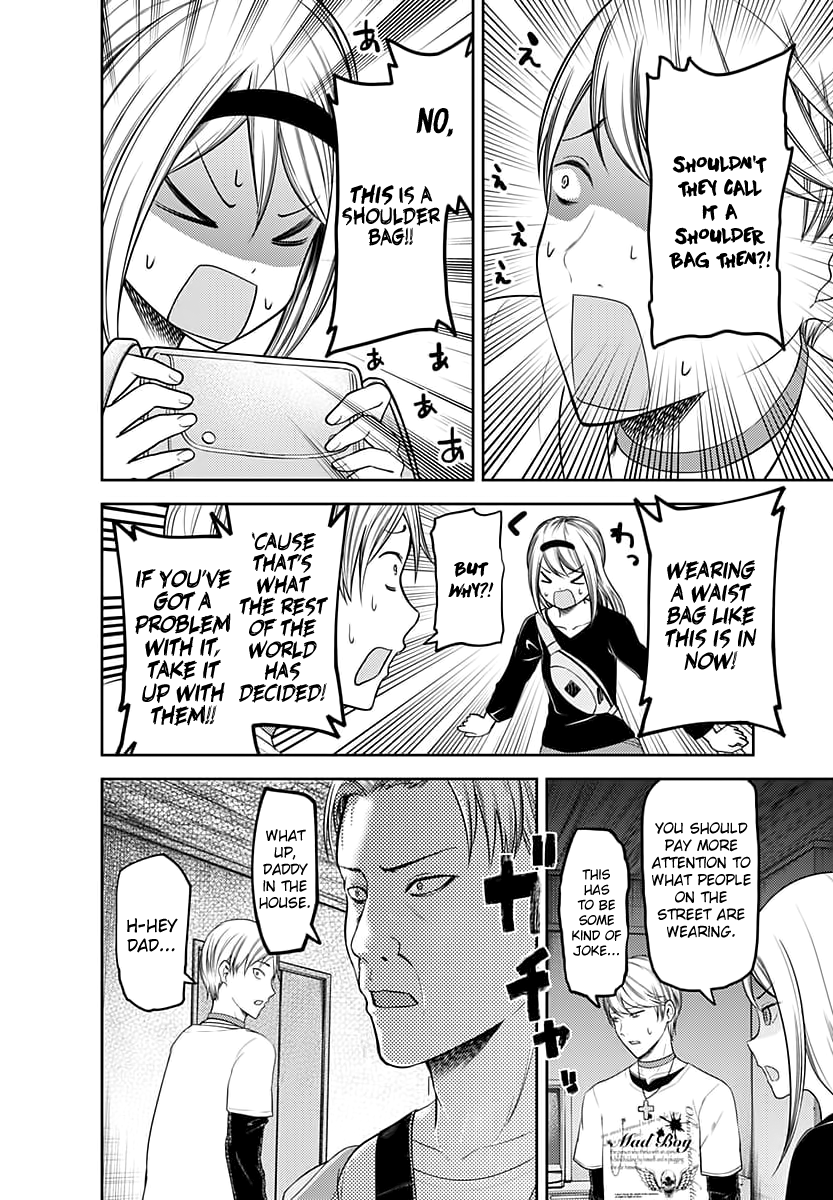 SHOULDN'T
THEY CALL
IT A
SHOULDER
BAG THEN?!
ええええ
NO,
THIS IS A
SHOULDER
BAG!!
ああああ
WEARING
A WAIST
BAG LIKE
THIS IS IN
NOW!
わっ
く
BUT
WHY?!
'CAUSE
THAT'S
WHAT
THE REST
OF THE
WORLD
HAS
DECIDED!
IF YOU'VE
GOT A
PROBLEM
WITH IT,
TAKE IT
UP WITH
THEM!!
YOU SHOULD
PAY MORE
ATTENTION TO
WHAT PEOPLE
ON THE
STREET ARE
WEARING.
THIS
HAS TO
BE SOME
KIND OF
JOKE...
Mad Boy
WHAT
UP,
DADDY
IN THE
HOUSE.
H-HEY
DAD...